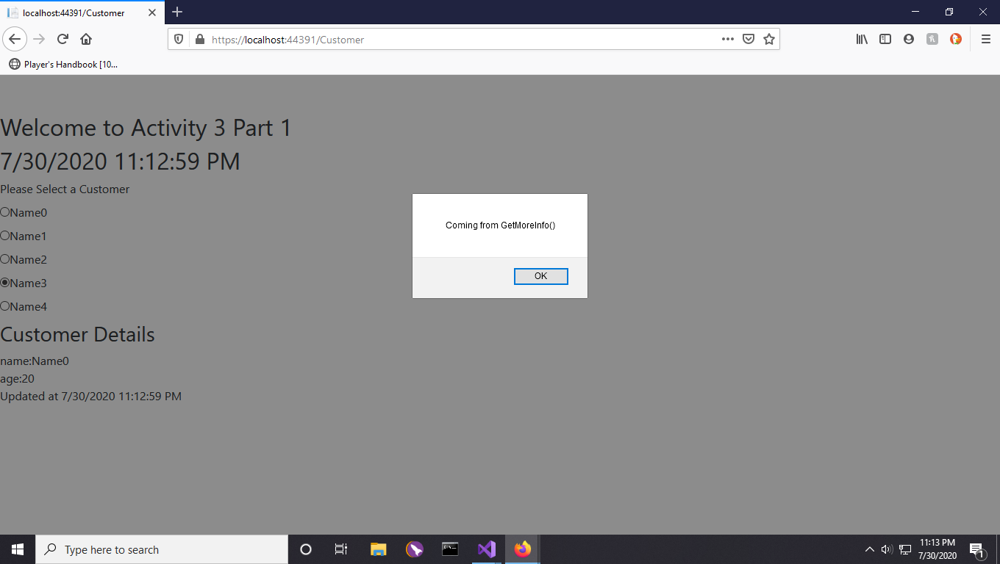 localhost:44391/Customer
https://localhost:44391/Customer
Player's Handbook [10...
Welcome to Activity 3 Part 1
7/30/2020 11:12:59 PM
Please Select a Customer
Name0
Name1
Name2
Name3
Name4
Coming from GetMoreInfo()
OK
Customer Details
name:Name0
age:20
Updated at 7/30/2020 11:12:59 PM
Type here to search
11:13 PM
7/30/2020
1